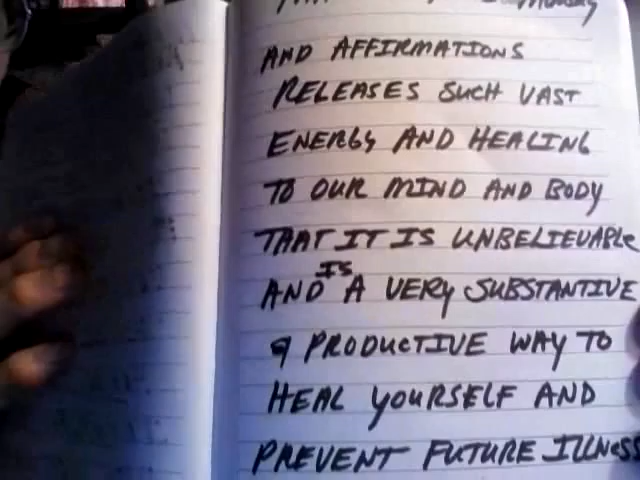 AND AFFIRMATIONS
RELEASES SUCH VAST
ENERGY AND HEALING
TO OUR MIND AND BODY
THAT IT IS UNBELIEVABLE
AND IS A VERY SUBSTANTIVE
& PRODUCTIVE WAY TO
HEAL YOURSELF AND
PREVENT FUTURE ILLNESS